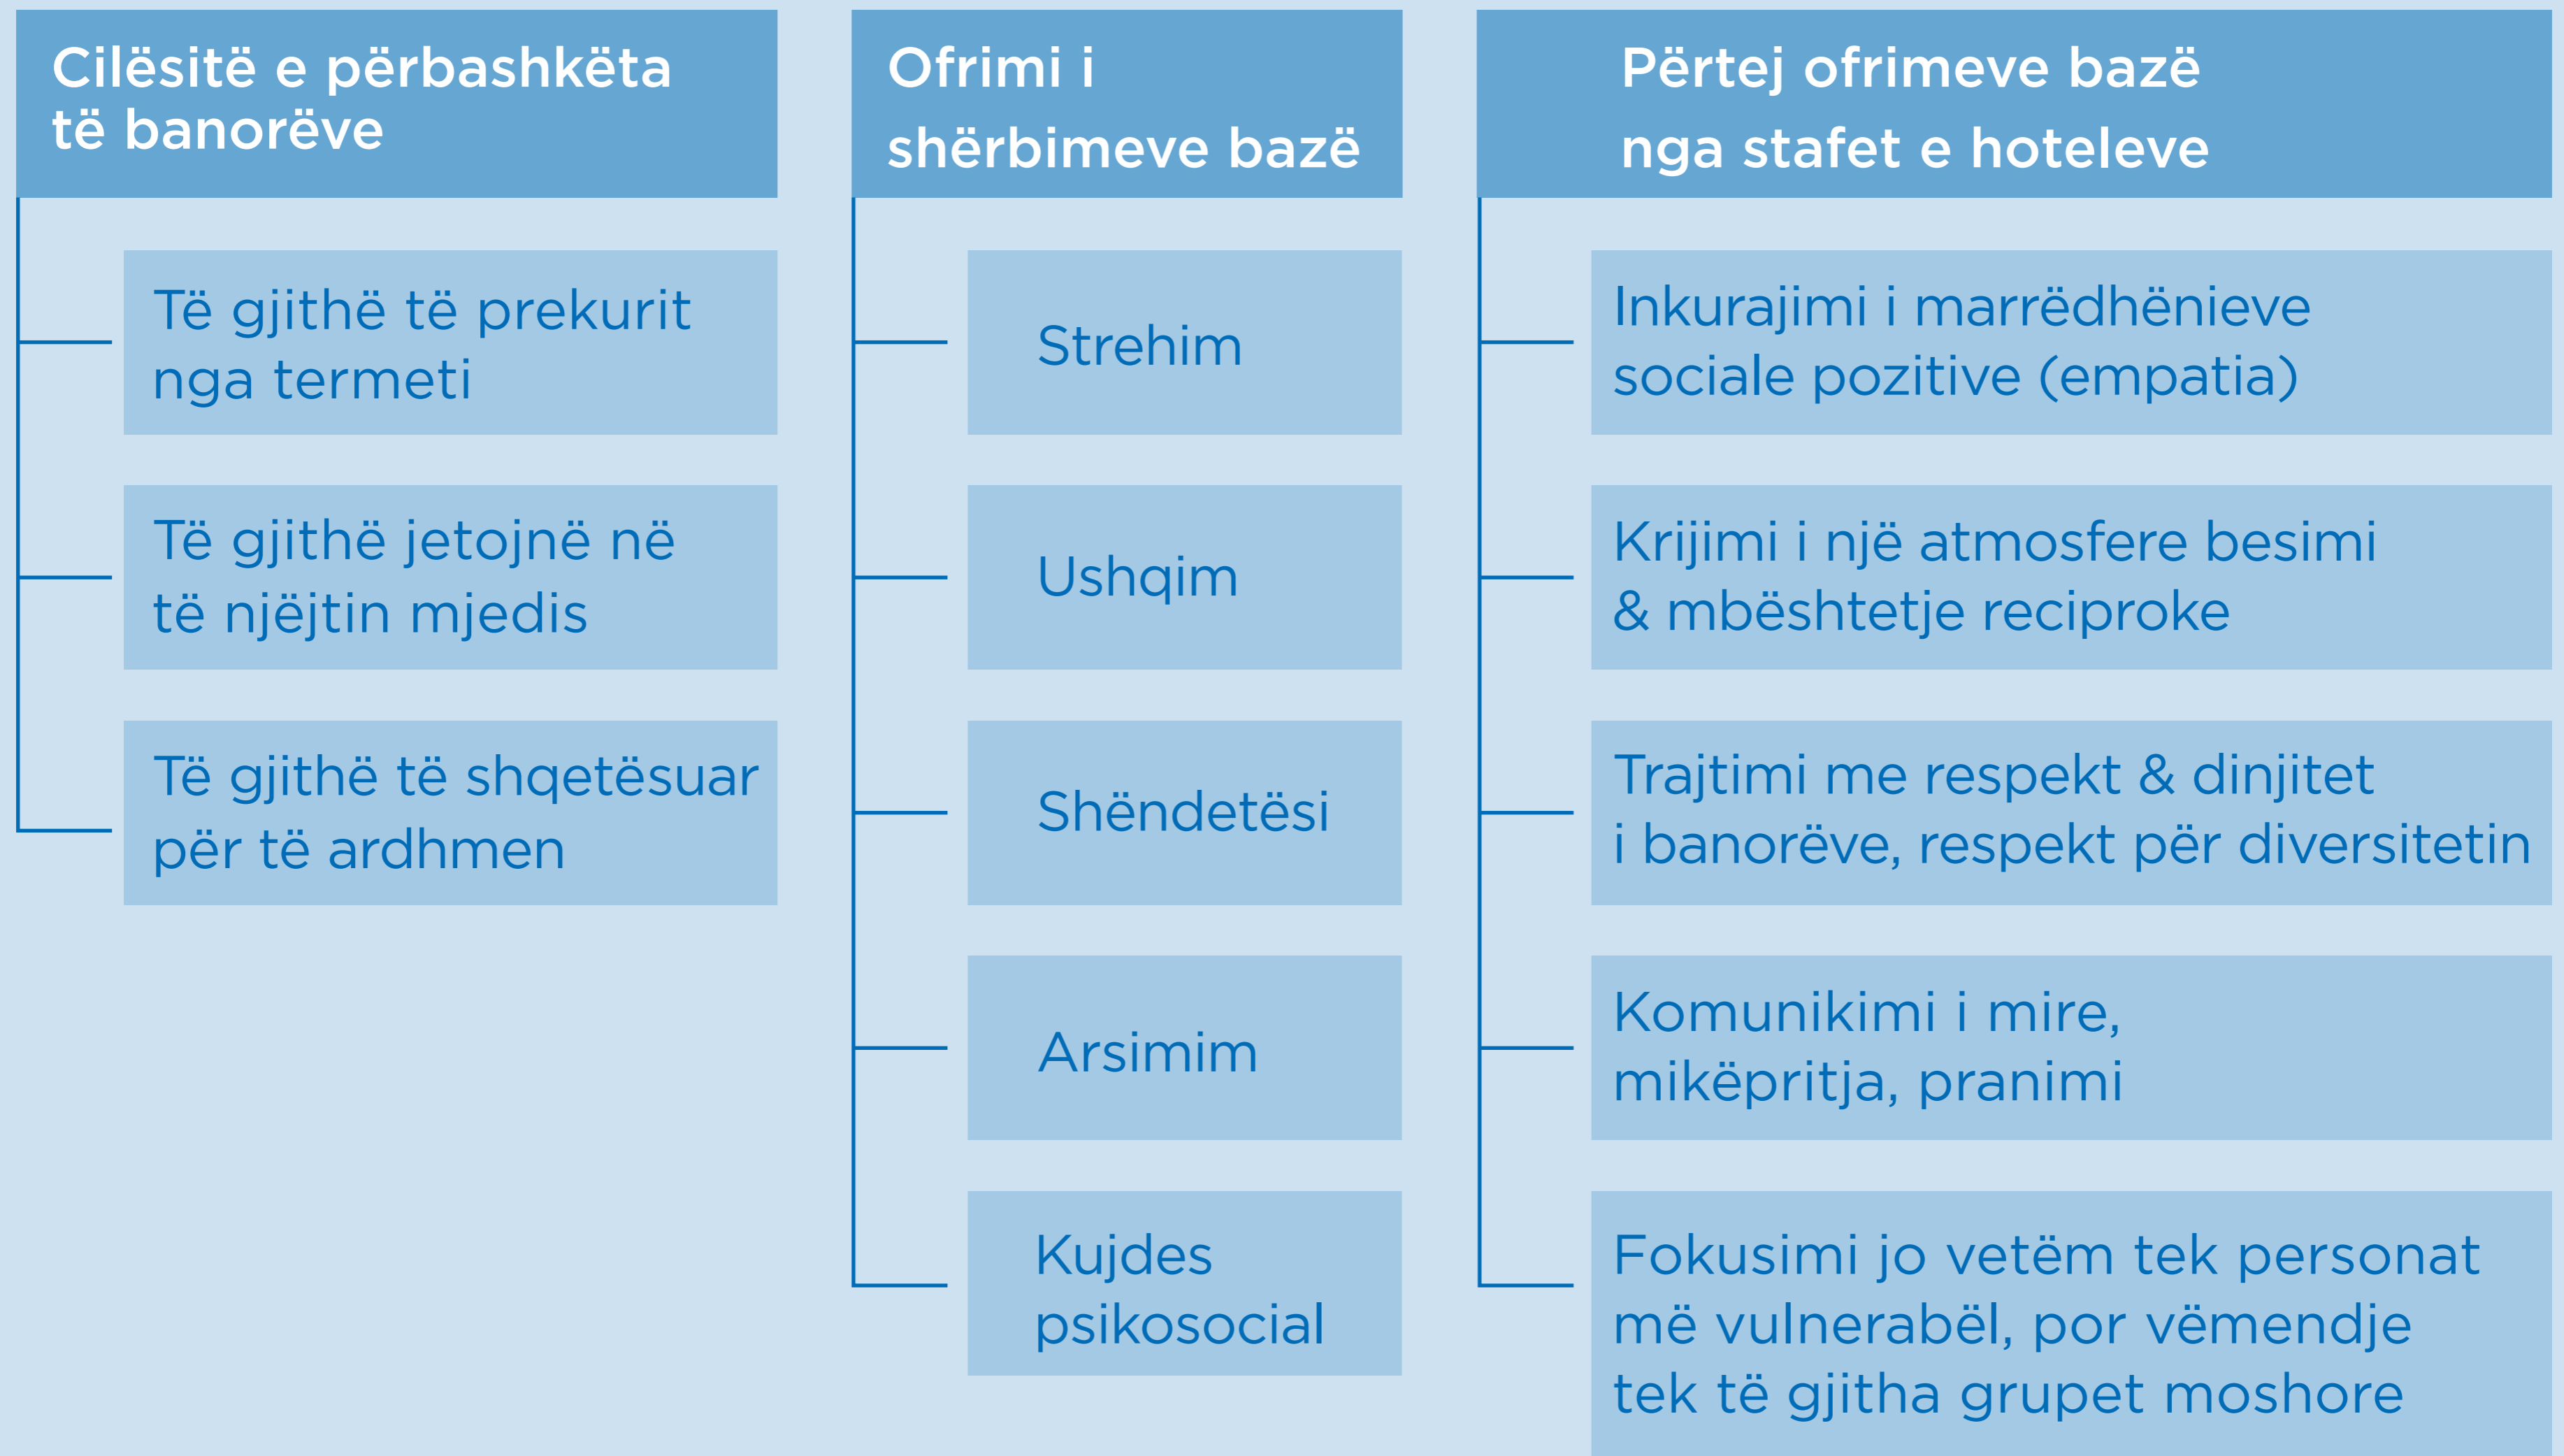 Cilësitë e përbashkëta
të banorëve
Të gjithë të prekurit
nga termeti
Të gjithë jetojnë në
të njëjtin mjedis
Të gjithë të shqetësuar
për të ardhmen
Ofrimi i
shërbimeve bazë
Strehim
Ushqim
Shëndetësi
Arsimim
Kujdes
psikosocial
Përtej ofrimeve bazë
nga stafet e hoteleve
Inkurajimi i marrëdhënieve
sociale pozitive (empatia)
Krijimi i një atmosfere besimi
& mbështetje reciproke
Trajtimi me respekt & dinjitet
i banorëve, respekt për diversitetin
Komunikimi i mire,
mikëpritja, pranimi
Fokusimi jo vetëm tek personat
më vulnerabël, por vëmendje
tek të gjitha grupet moshore